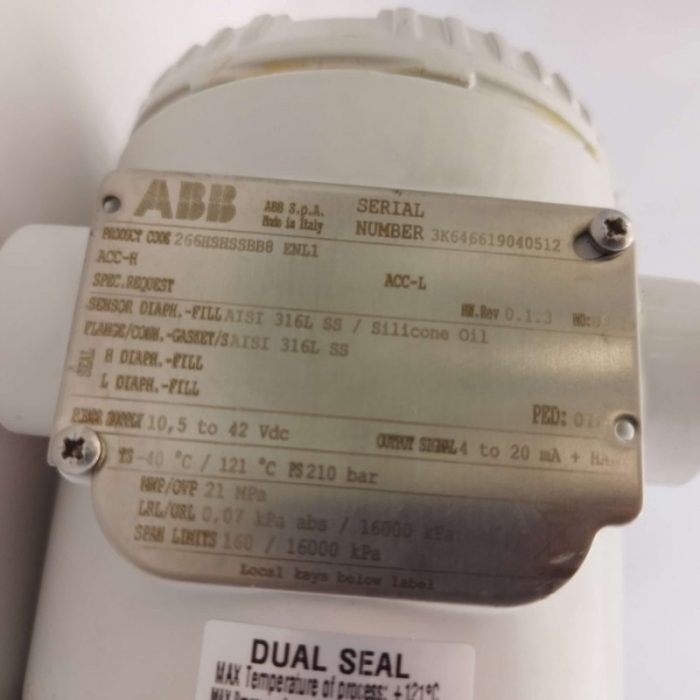 ABB
ABB S.p.A.
Made in Italy
SERIAL
NUMBER 3K646619040512
PRODUCT CODE 266HSHSSBB8 ENL1
ACC-H
ACC-L
SPEC.REQUEST
HW.Rev 0.1.3
SENSOR DIAPH.-FILL AISI 316L SS / Silicone Oil
FLANGE/CONN.-GASKET/S AISI 316L SS
SEAL
H DIAPH.-FILL
L DIAPH.-FILL
PED:
POWER SUPPLY 10,5 to 42 Vdc
OUTPUT SIGNAL 4 to 20 mA +
TS -40 °C / 121 °C PS 210 bar
MWP/OVP 21 MPa
LRL/URL 0,07 kPa abs / 16000 kPa
SPAN LIMITS 160 / 16000 kPa
Local keys below label
DUAL SEAL
MAX Temperature of process: +121°C
MAX